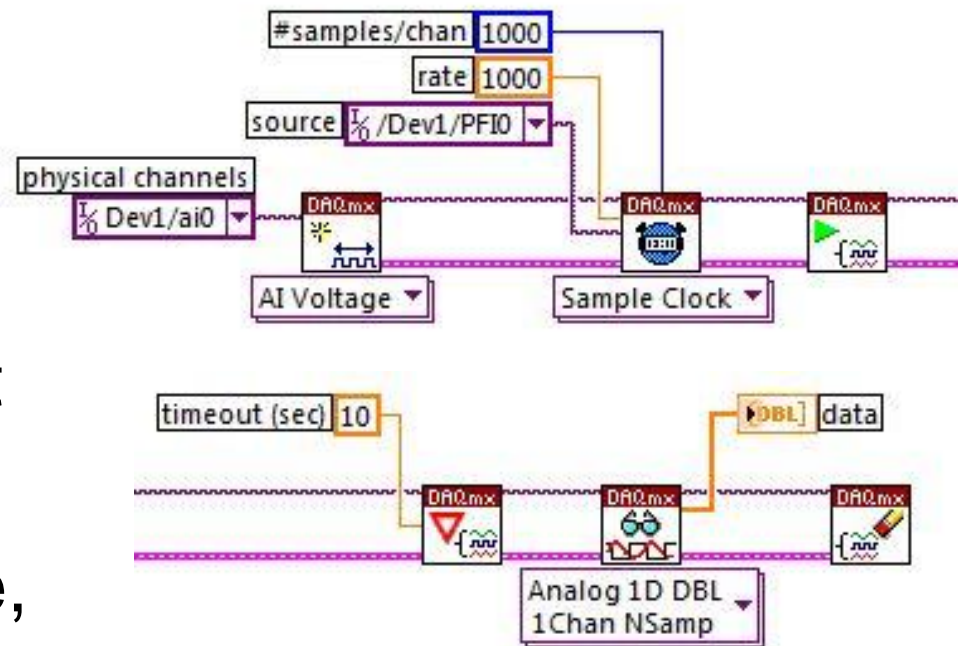 #samples/chan 1000
rate 1000
source I/O /Dev1/PFI0
physical channels
I/O Dev1/ai0
DAQmx
DAQmx
DAQmx
AI Voltage
Sample Clock
timeout (sec) 10
DBL] data
DAQmx
DAQmx
DAQmx
e,
Analog 1D DBL
1Chan NSamp